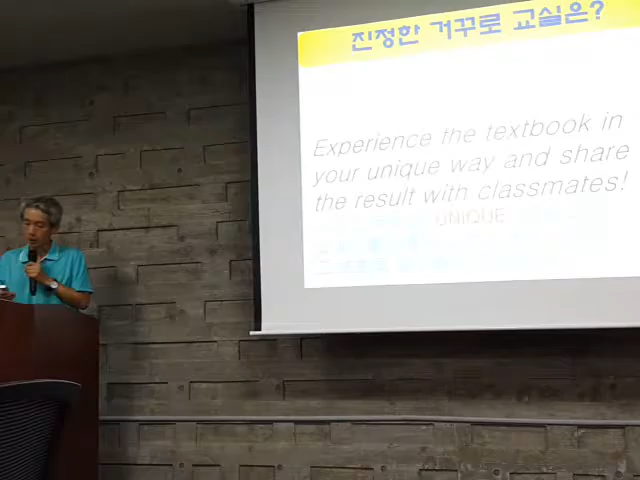 진정한 거꾸로 교실은?
Experience the textbook in
your unique way and share
the result with classmates!
UNIQUE